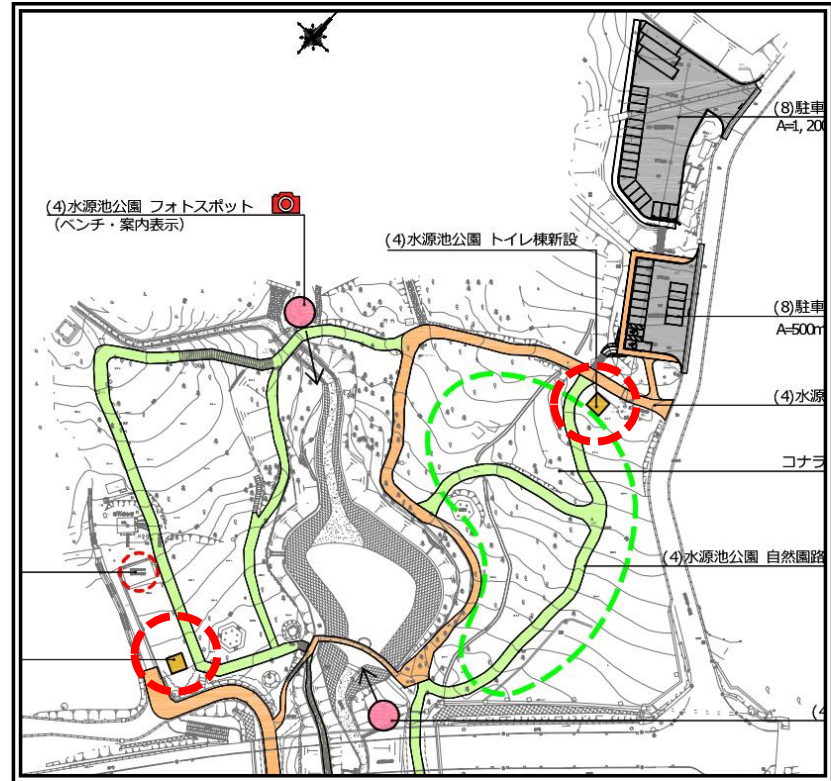 (8)駐車
A=1,200
(4)水源池公園 フォトスポット
(ベンチ・案内表示)
(4)水源池公園 トイレ棟新設
(8)駐車
A=500m
(4)水源
コナラ
(4)水源池公園 自然園路
(4